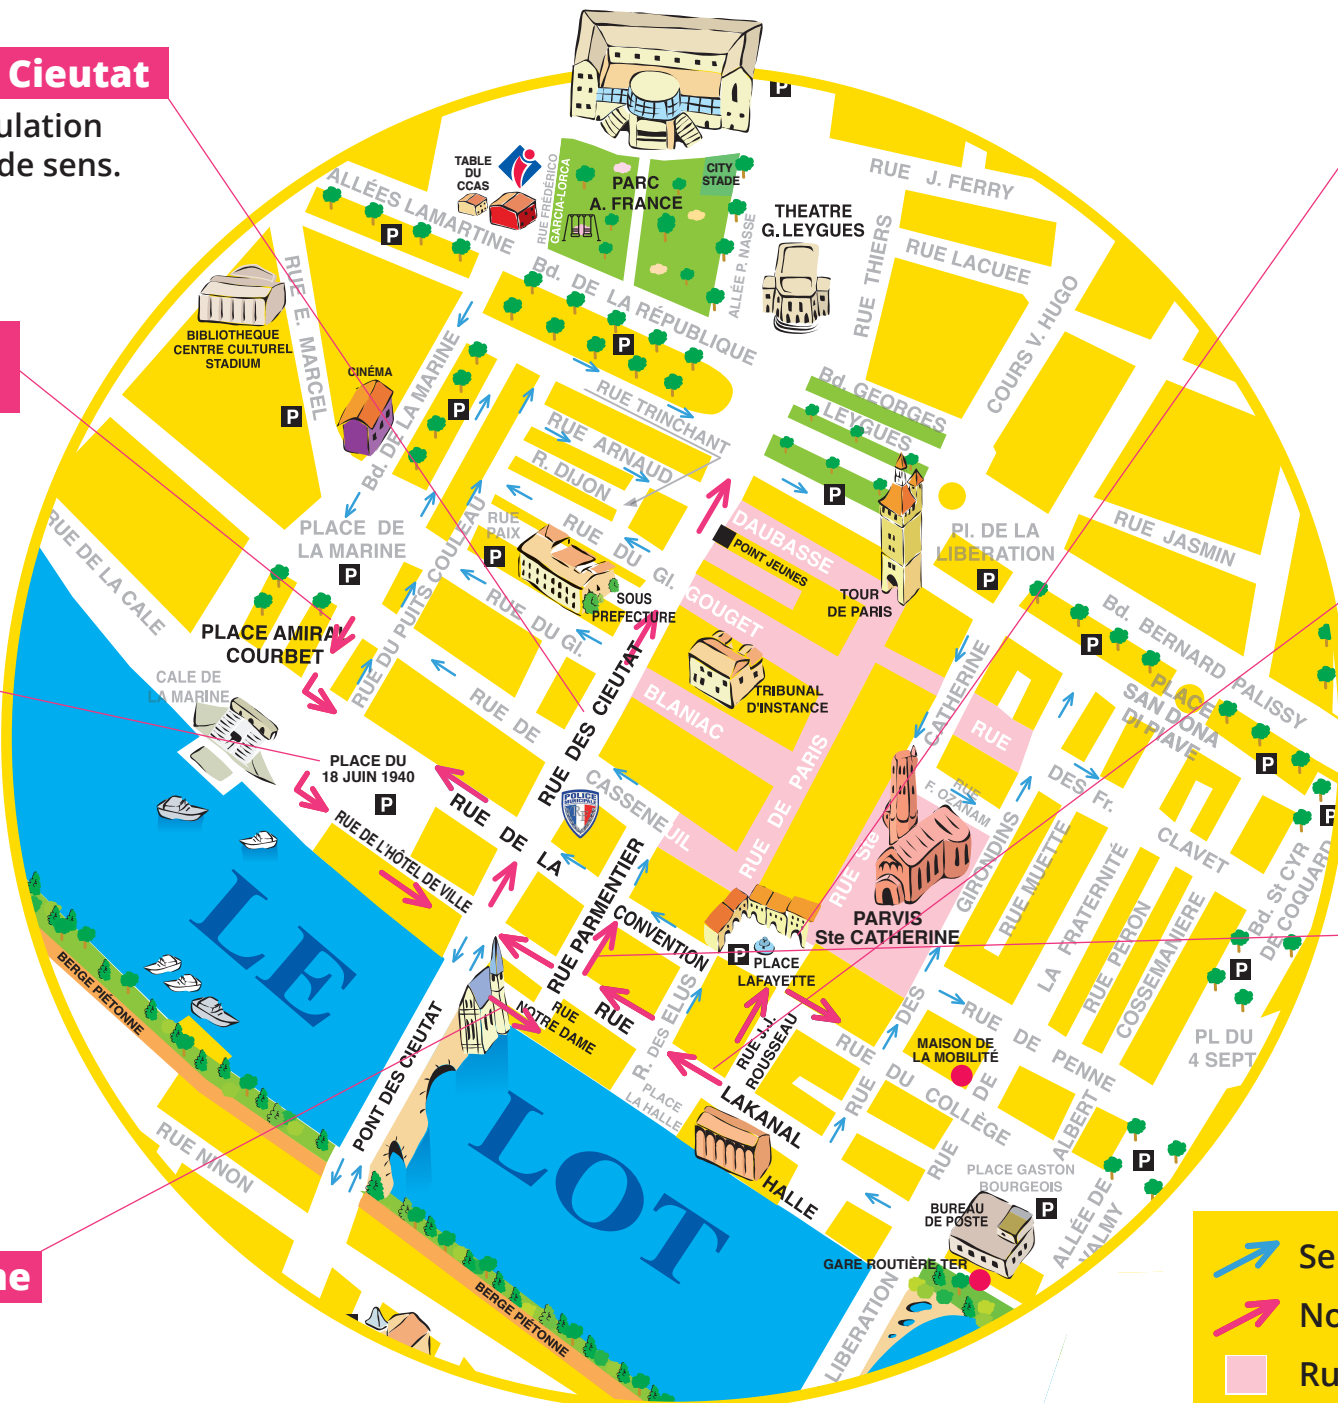 Cieutat
ulation
de sens.
P
TABLE
DU
CCAS
RUE FRÉDÉRICO
GARCIA-LORCA
PARC
A. FRANCE
CITY
STADE
ALLÉE P. NASSE
THEATRE
G.LEYGUES
RUE THIERS
RUE J. FERRY
RUE LACUEE
COURS V. HUGO
ALLÉES LAMARTINE
P
Bd. DE LA RÉPUBLIQUE
P
RUE E. MARCEL
BIBLIOTHEQUE
CENTRE CULTUREL
STADIUM
CINÉMA
P
Bd. DE LA MARINE
P
RUE TRINCHANT
RUE ARNAUD
R. DIJON
RUE
PAIX
P
RUE DU Gl.
SOUS
PREFECTURE
RUE DU Gl.
Bd. GEORGES
LEYGUES
P
DAUBASSE
POINT JEUNES
GOUGET
TOUR
DE PARIS
Pl. DE LA
LIBERATION
P
RUE JASMIN
Bd. BERNARD PALISSY
P
PLACE
SAN DONA
DI PIAVE
P
P
RUE DE LA CALE
PLACE DE
LA MARINE
P
RUE DU PUITS COULEAU
PLACE AMIRAL
COURBET
CALE DE
LA MARINE
PLACE DU
18 JUIN 1940
P
RUE DE
CASSENEUIL
RUE DES CIEUTAT
BLANIAC
TRIBUNAL
D'INSTANCE
RUE DE PARIS
RUE Ste
CATHERINE
RUE
DES Fr.
CLAVET
RUE
F. OZANAM
POLICE
MUNICIPALE
RUE DE LA
CONVENTION
RUE DE L'HÔTEL DE VILLE
RUE PARMENTIER
PARVIS
Ste CATHERINE
P
PLACE
LAFAYETTE
RUE DES
GIRONDINS
RUE MUETTE
LA FRATERNITÉ
RUE DE
RUE PERON
COSSEMANIERE
Bd. St CYR
DE COQUARD
P
PL DU
4 SEPT
LE
LOT
BERGE PIÉTONNE
PONT DES CIEUTAT
RUE
NOTRE DAME
RUE
LAKANAL
R. DES ELUS
RUE J.J.
ROUSSEAU
PLACE
LA HALLE
HALLE
RUE
DU COLLÈGE
MAISON DE
LA MOBILITÉ
RUE DE PENNE
ALBERT
PLACE GASTON
BOURGEOIS
P
P
BUREAU
DE POSTE
GARE ROUTIÈRE TER
RUE
LIBERATION
ALLÉE DE
VALMY
RUE NINON
BERGE PIÉTONNE
ne
Se
No
Ru